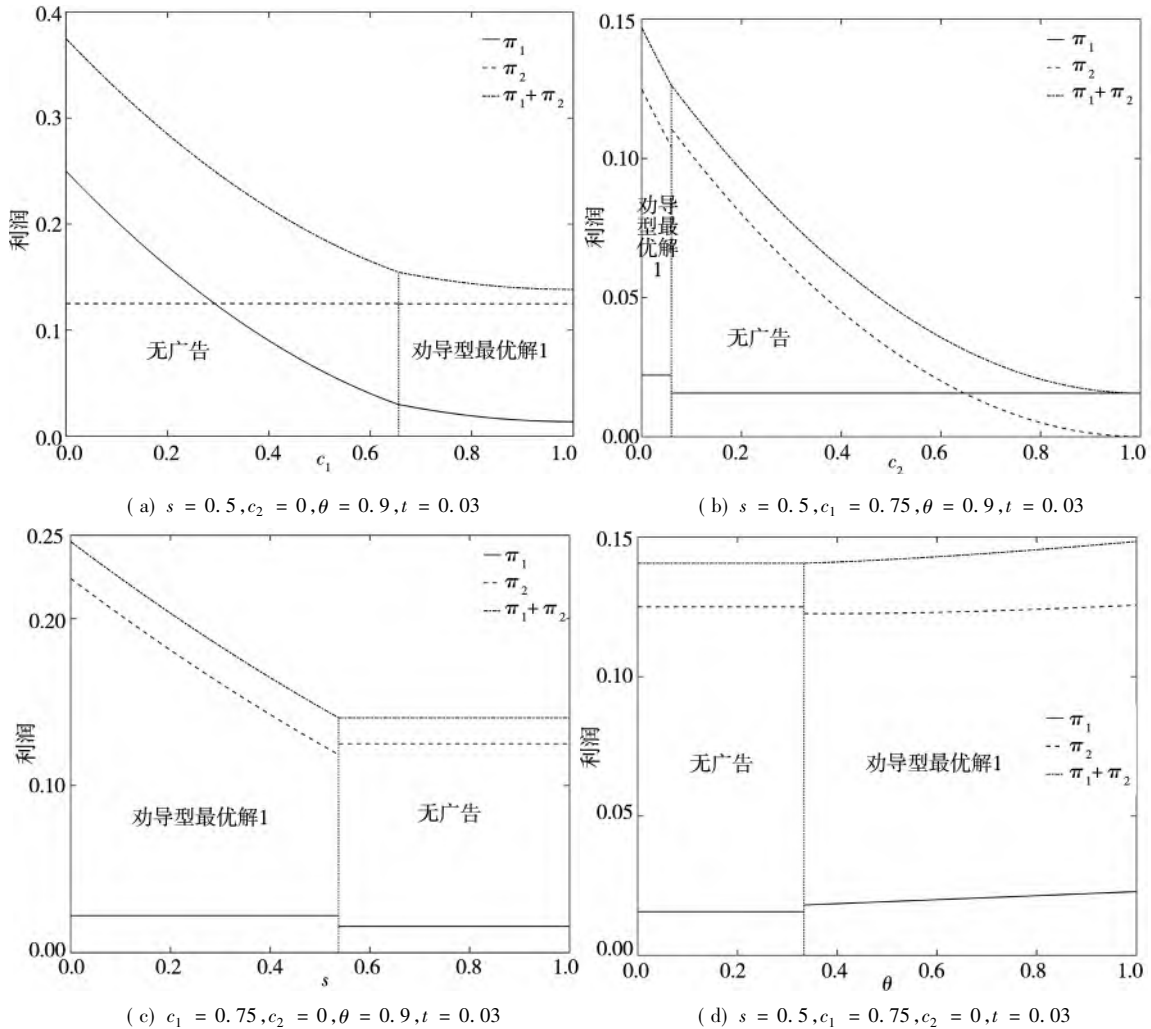 0.4
0.3
0.2
0.1
0.0
利润
π₁
π₂
π₁+π₂
无广告
劝导型最优解1
0.0 0.2 0.4 0.6 0.8 1.0
c₁
( a) s = 0.5,c₂ = 0,θ = 0.9,t = 0.03
0.15
0.10
0.05
0.00
利润
π₁
π₂
π₁+π₂
劝导
型最
优解
1
无广告
0.0 0.2 0.4 0.6 0.8 1.0
c₂
( b) s = 0.5,c₁ = 0.75,θ = 0.9,t = 0.03
0.25
0.20
0.10
0.00
利润
π₁
π₂
π₁+π₂
劝导型最优解1
无广告
0.0 0.2 0.4 0.6 0.8 1.0
s
( c) c₁ = 0.75,c₂ = 0,θ = 0.9,t = 0.03
0.15
0.10
0.05
0.00
利润
π₁
π₂
π₁+π₂
无广告
劝导型最优解1
0.0 0.2 0.4 0.6 0.8 1.0
θ
( d) s = 0.5,c₁ = 0.75,c₂ = 0,t = 0.03